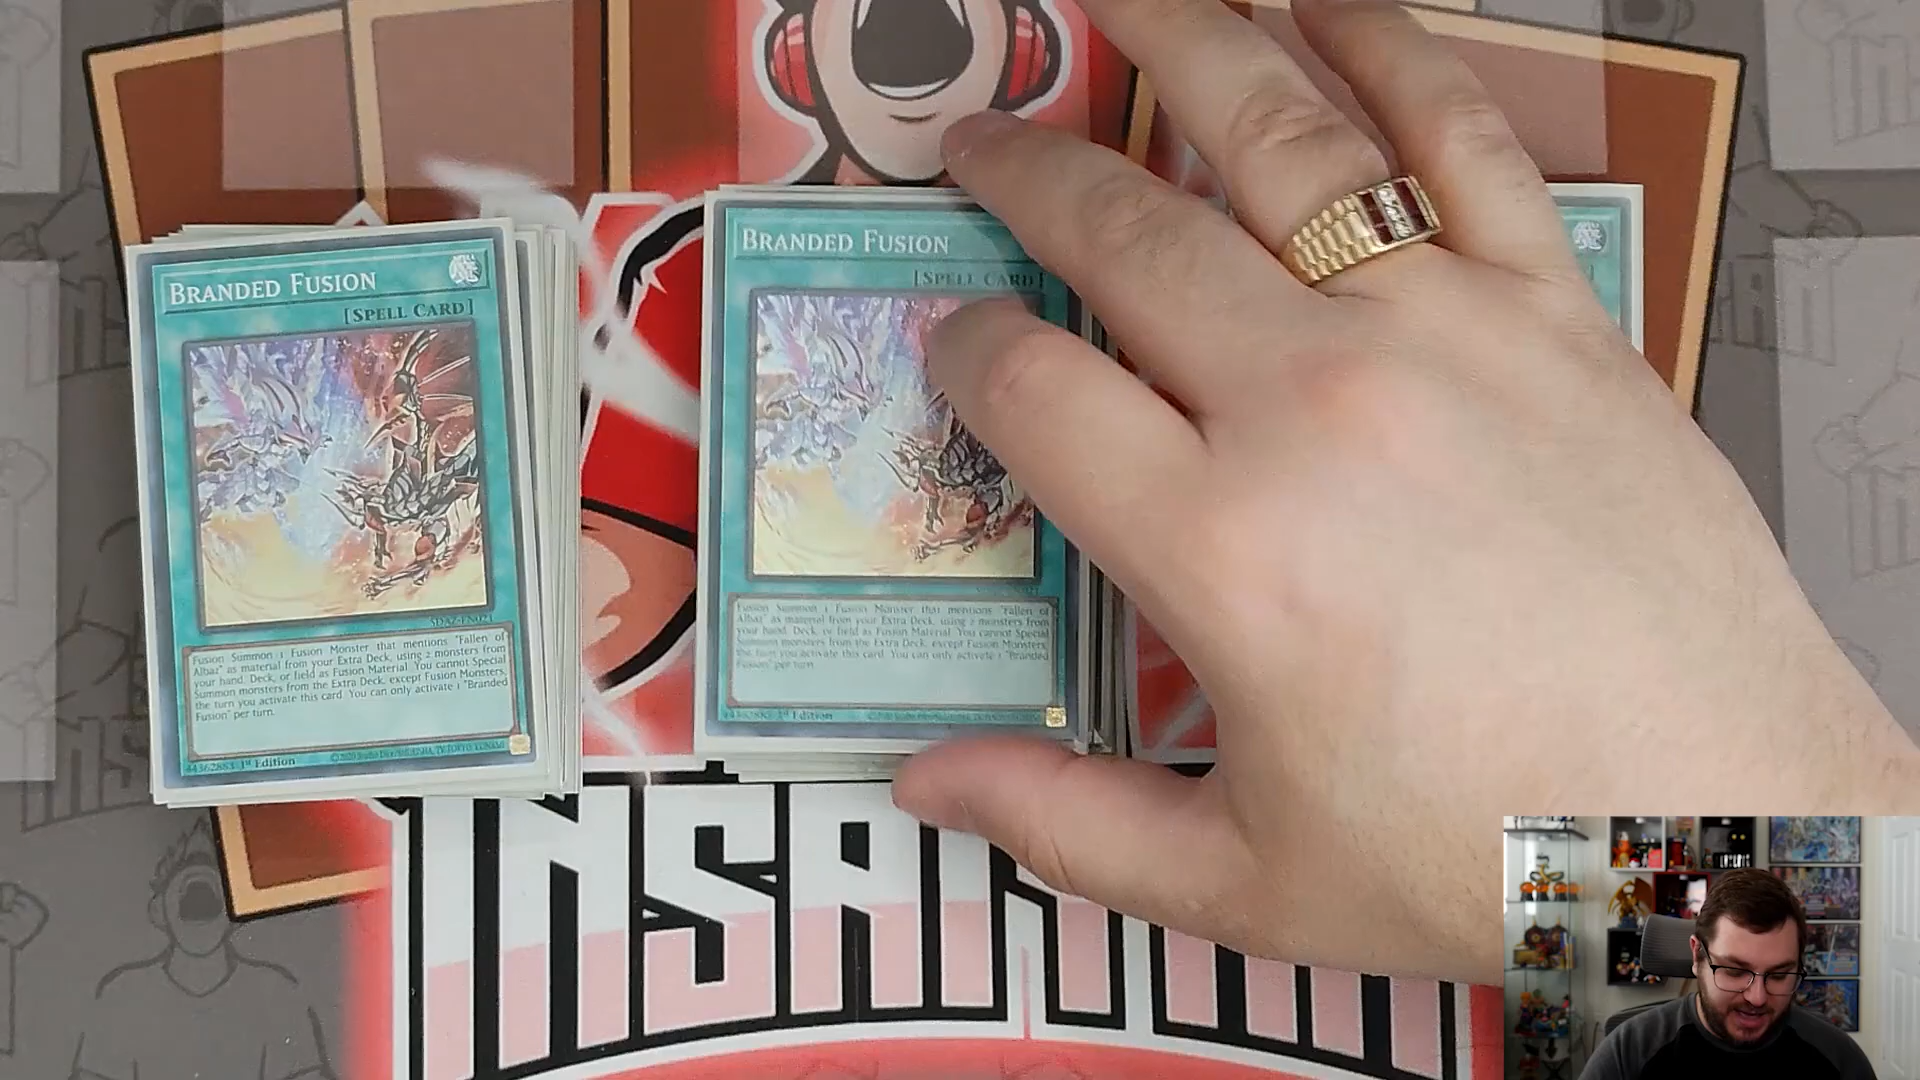 BRANDED FUSION
[SPELL CARD]
SDAZ-EN023
Fusion Summon 1 Fusion Monster that mentions "Fallen of
Albaz" as material from your Extra Deck, using 2 monsters from
your hand, Deck, or field as Fusion Material. You cannot Special
Summon monsters from the Extra Deck, except Fusion Monsters,
the turn you activate this card. You can only activate 1 "Branded
Fusion" per turn.
44362883 1st Edition
BRANDED FUSION
[SPELL CARD]
Fusion Summon 1 Fusion Monster that mentions "Fallen of
Albaz" as material from your Extra Deck, using 2 monsters from
your hand, Deck, or field as Fusion Material. You cannot Special
Summon monsters from the Extra Deck, except Fusion Monsters,
the turn you activate this card. You can only activate 1 "Branded
Fusion" per turn.
44362883 1st Edition
INSA